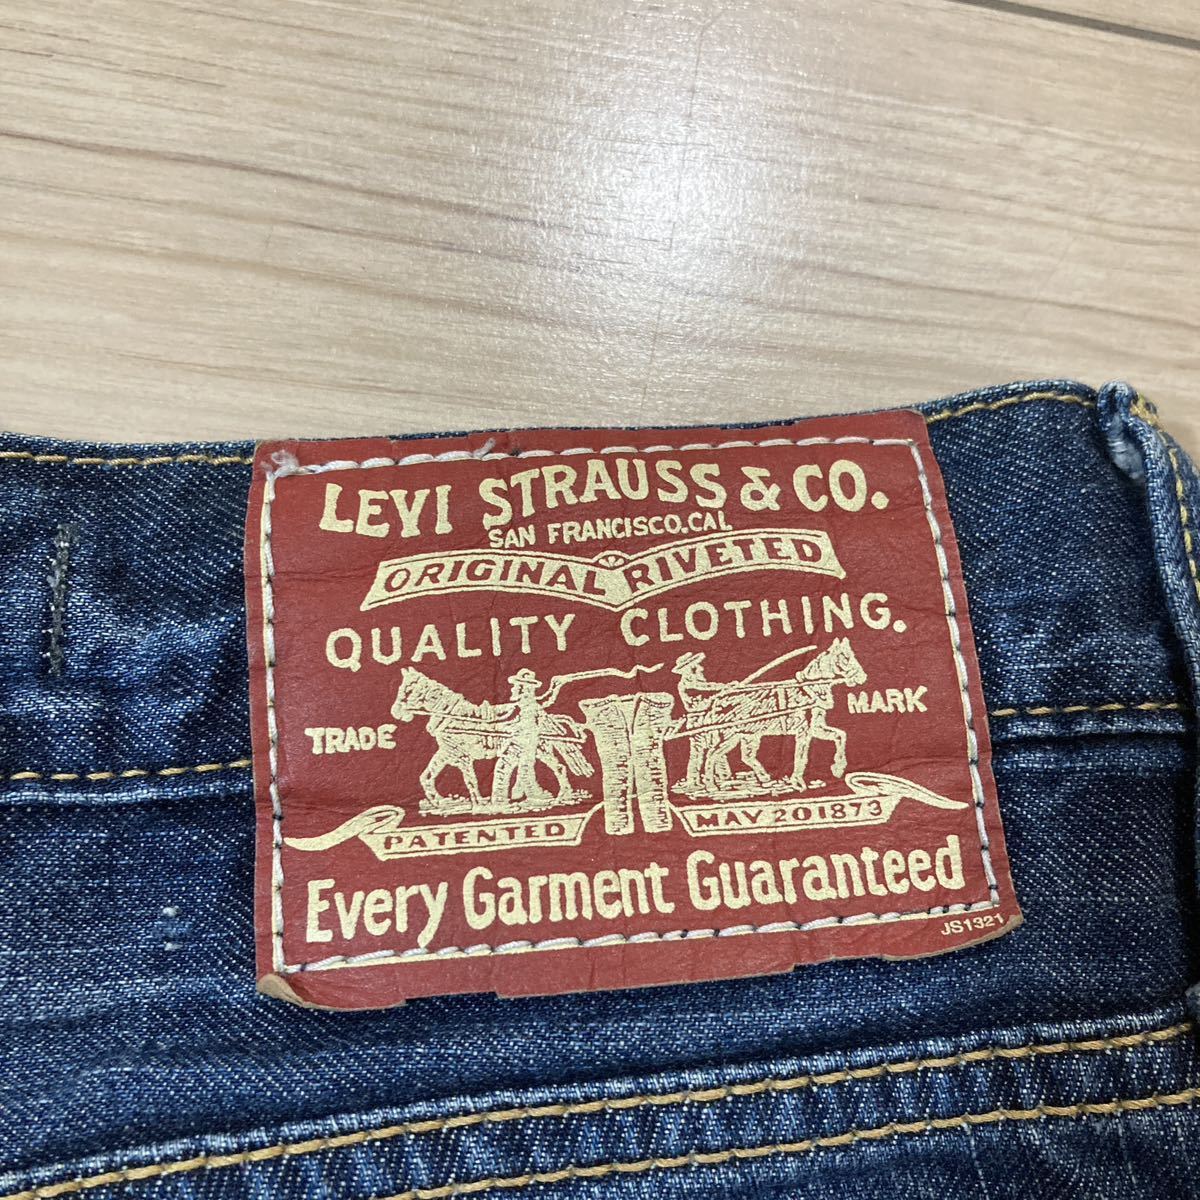 LEVI STRAUSS & CO.
SAN FRANCISCO.CAL
ORIGINAL RIVETED
QUALITY CLOTHING.
TRADE MARK
PATENTED MAY 20 1873
Every Garment Guaranteed
JS1321